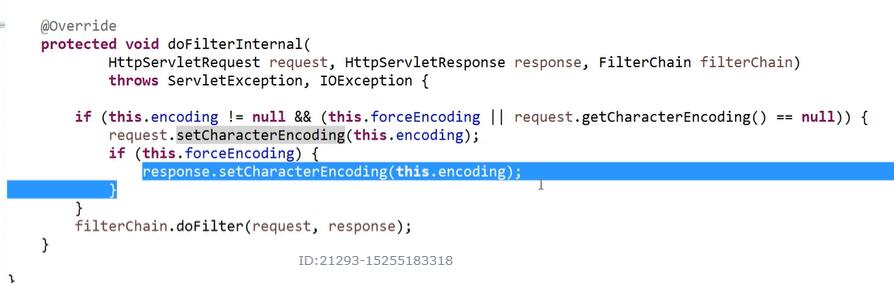 @Override
protected void doFilterInternal(
HttpServletRequest request, HttpServletResponse response, FilterChain filterChain)
throws ServletException, IOException {
if (this.encoding != null && (this.forceEncoding || request.getCharacterEncoding() == null)) {
request.setCharacterEncoding(this.encoding);
if (this.forceEncoding) {
response.setCharacterEncoding(this.encoding);
}
}
filterChain.doFilter(request, response);
}
ID:21293-15255183318
}